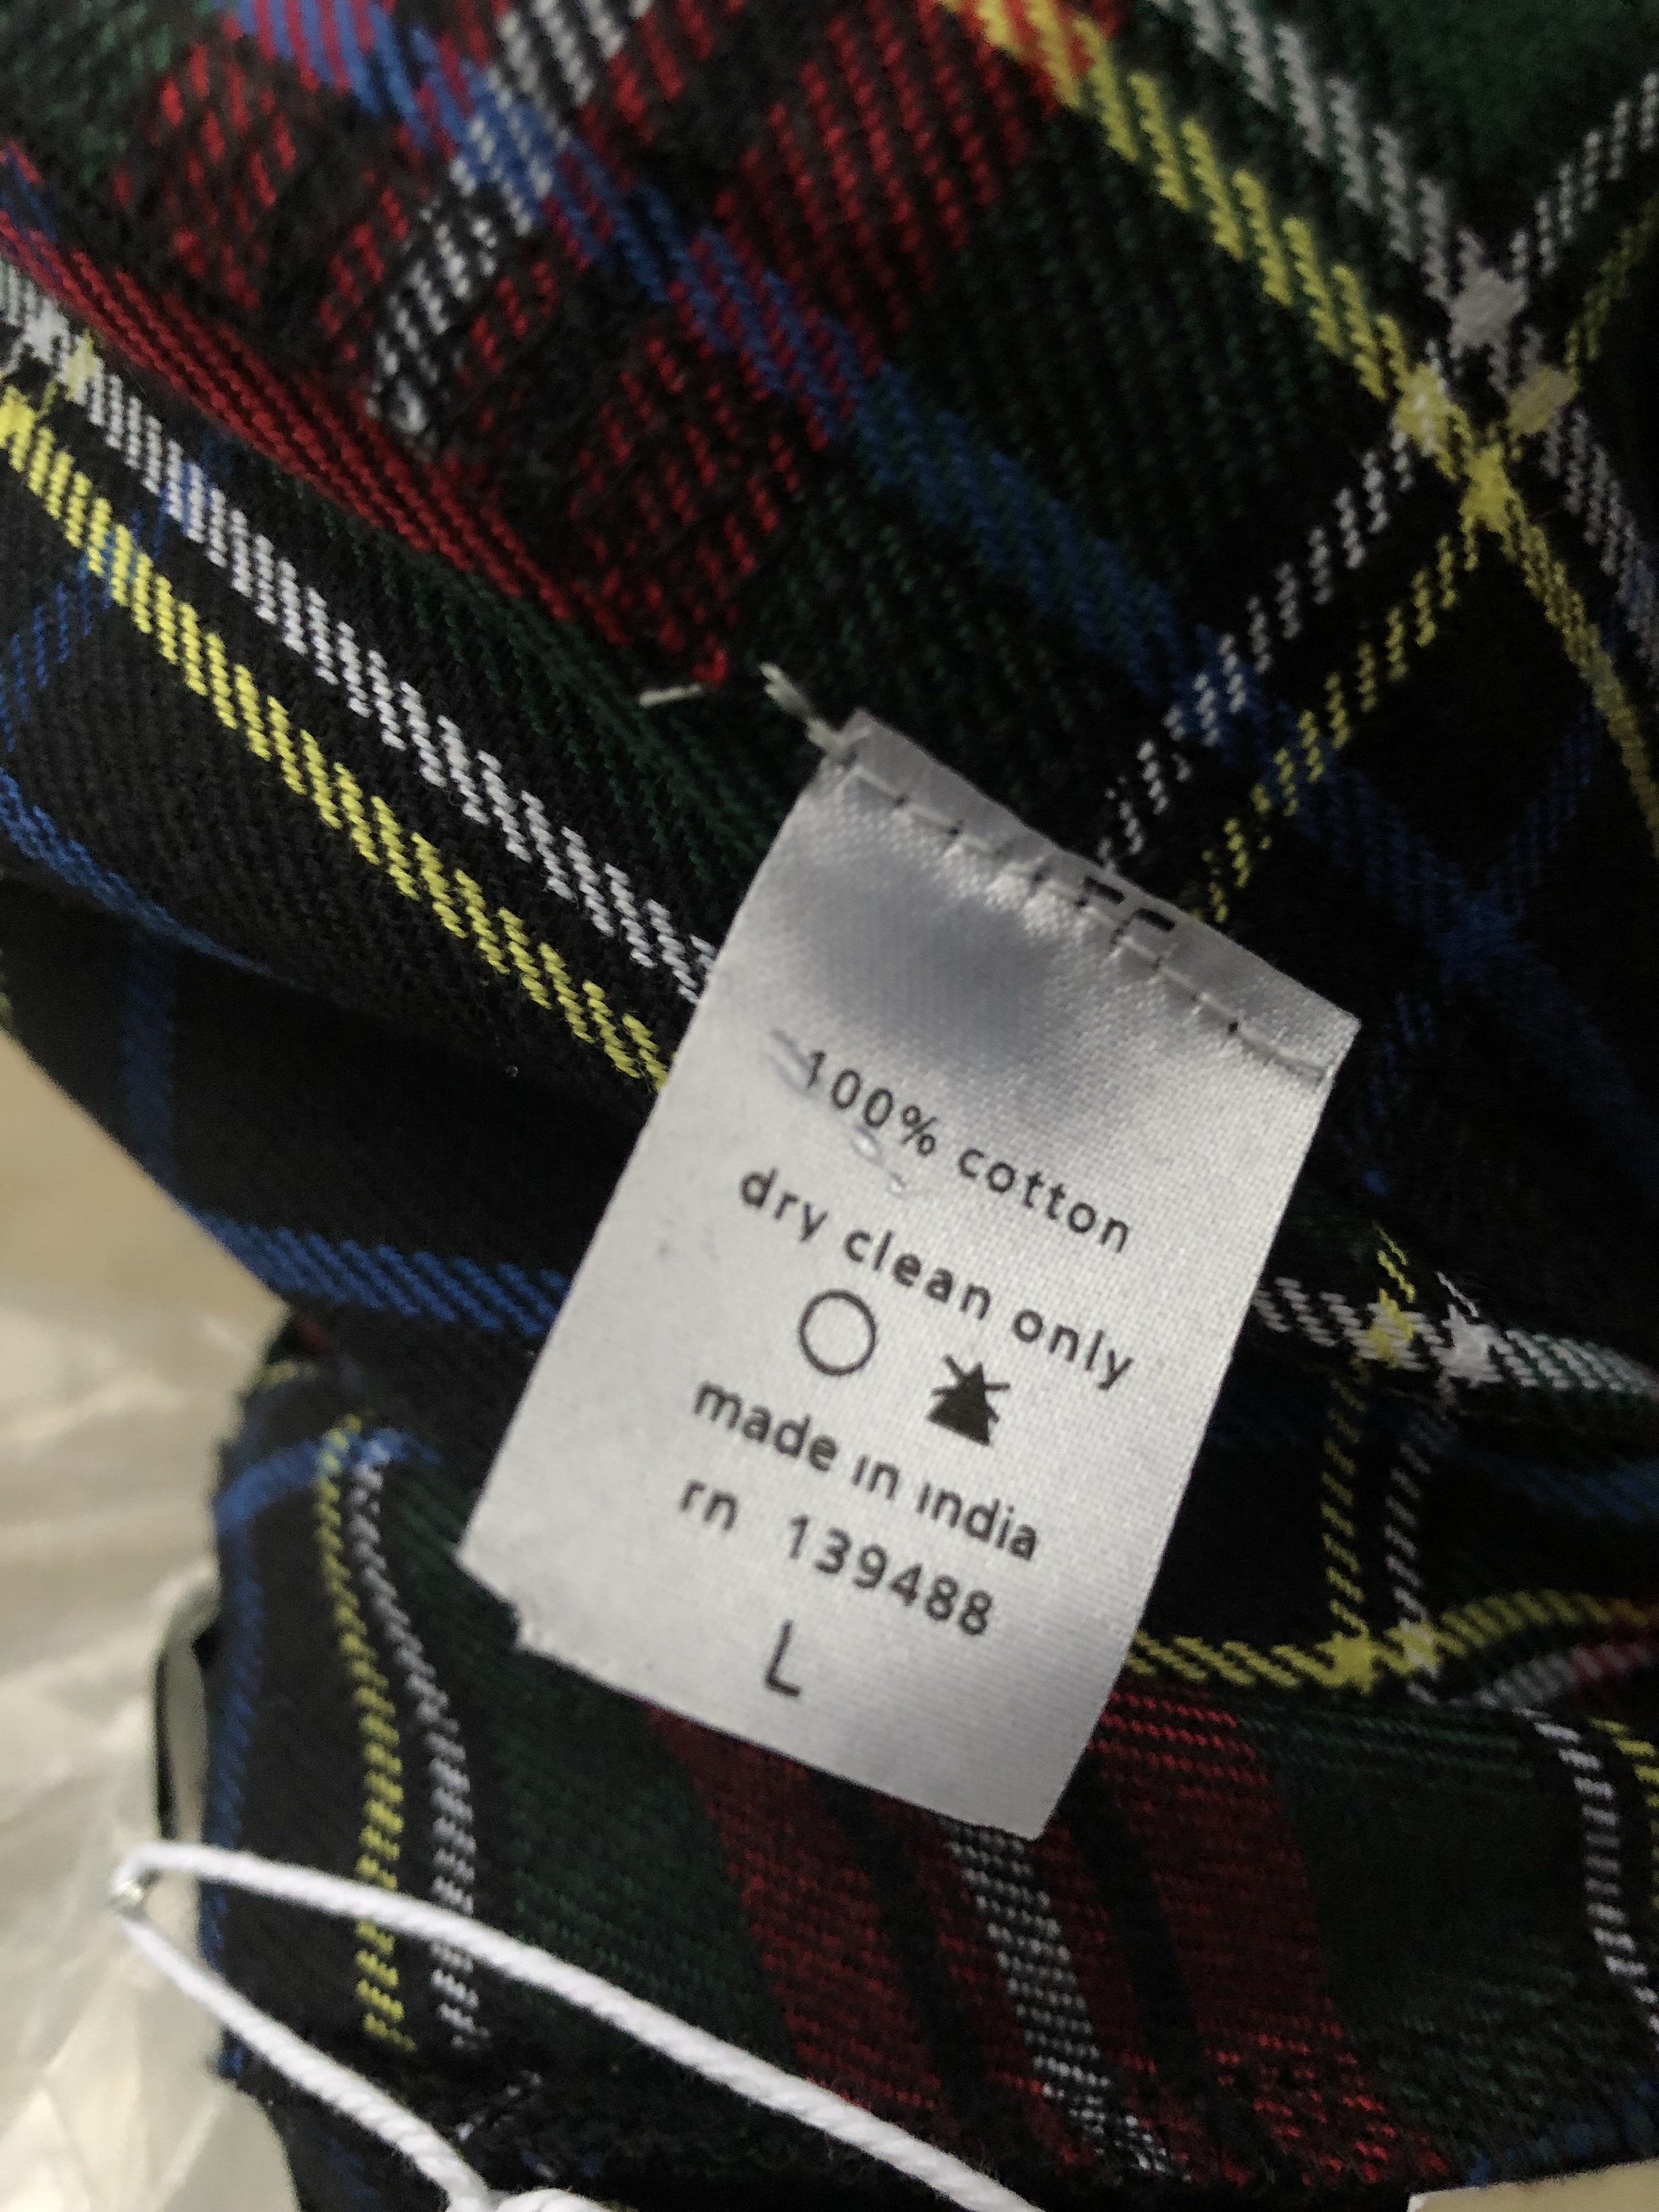 100% cotton
dry clean only
made in india
rn 139488
L